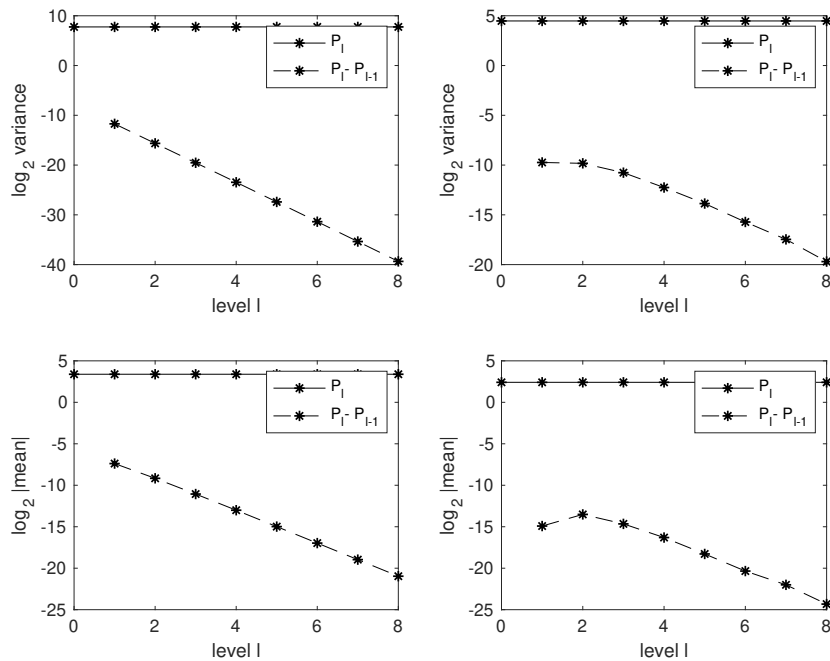 10
0
-10
-20
-30
-40
log2 variance
0 2 4 6 8
level l
P_l
P_l - P_l-1
5
0
-5
-10
-15
-20
log2 variance
0 2 4 6 8
level l
P_l
P_l - P_l-1
5
0
-5
-10
-15
-20
-25
log2 |mean|
0 2 4 6 8
level l
P_l
P_l - P_l-1
5
0
-5
-10
-15
-20
-25
log2 |mean|
0 2 4 6 8
level l
P_l
P_l - P_l-1